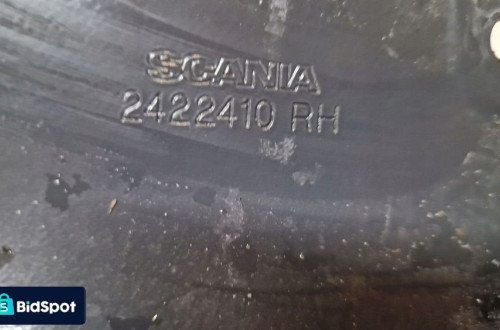 SCANIA
2422410 RH
S BidSpot